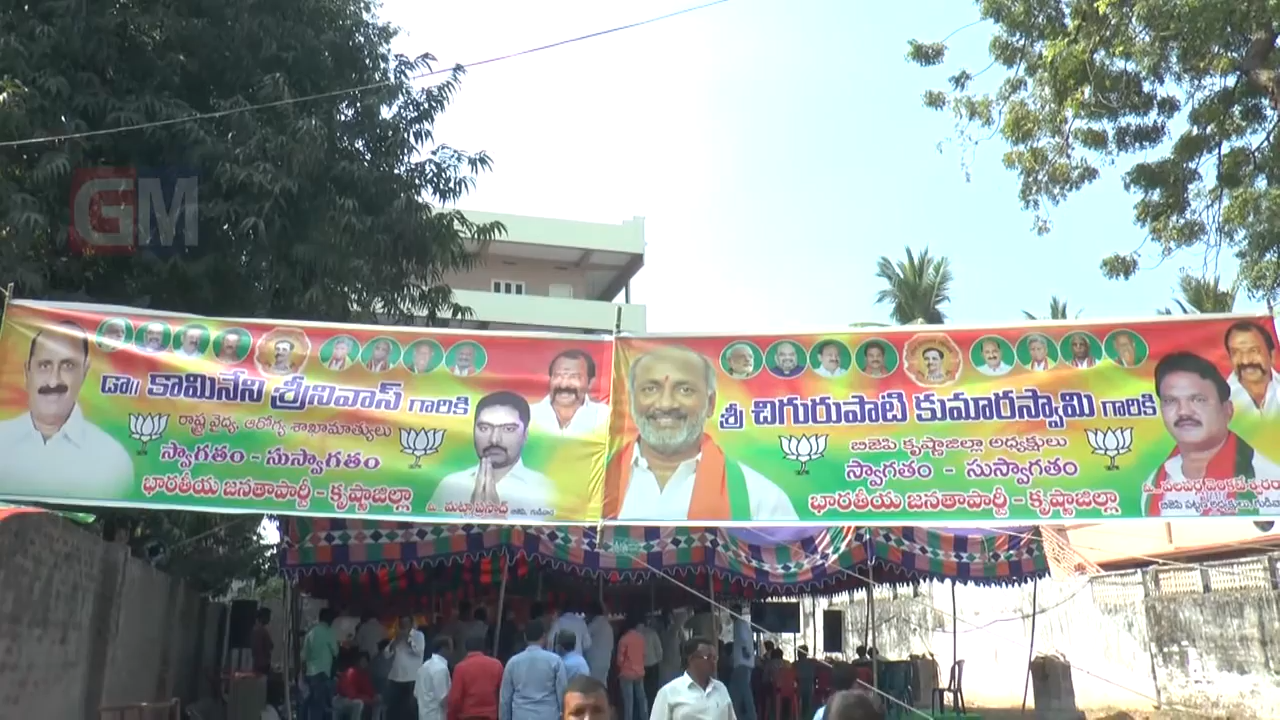 GM
డా॥ కామినేని శ్రీనివాస్ గారికి
రాష్ట్ర వైద్య, ఆరోగ్య శాఖామాత్యులు
స్వాగతం - సుస్వాగతం
భారతీయ జనతాపార్టీ - కృష్ణాజిల్లా
శ్రీ చిగురుపాటి కుమారస్వామి గారికి
బిజెపి కృష్ణాజిల్లా అధ్యక్షులు
స్వాగతం - సుస్వాగతం
భారతీయ జనతాపార్టీ - కృష్ణాజిల్లా